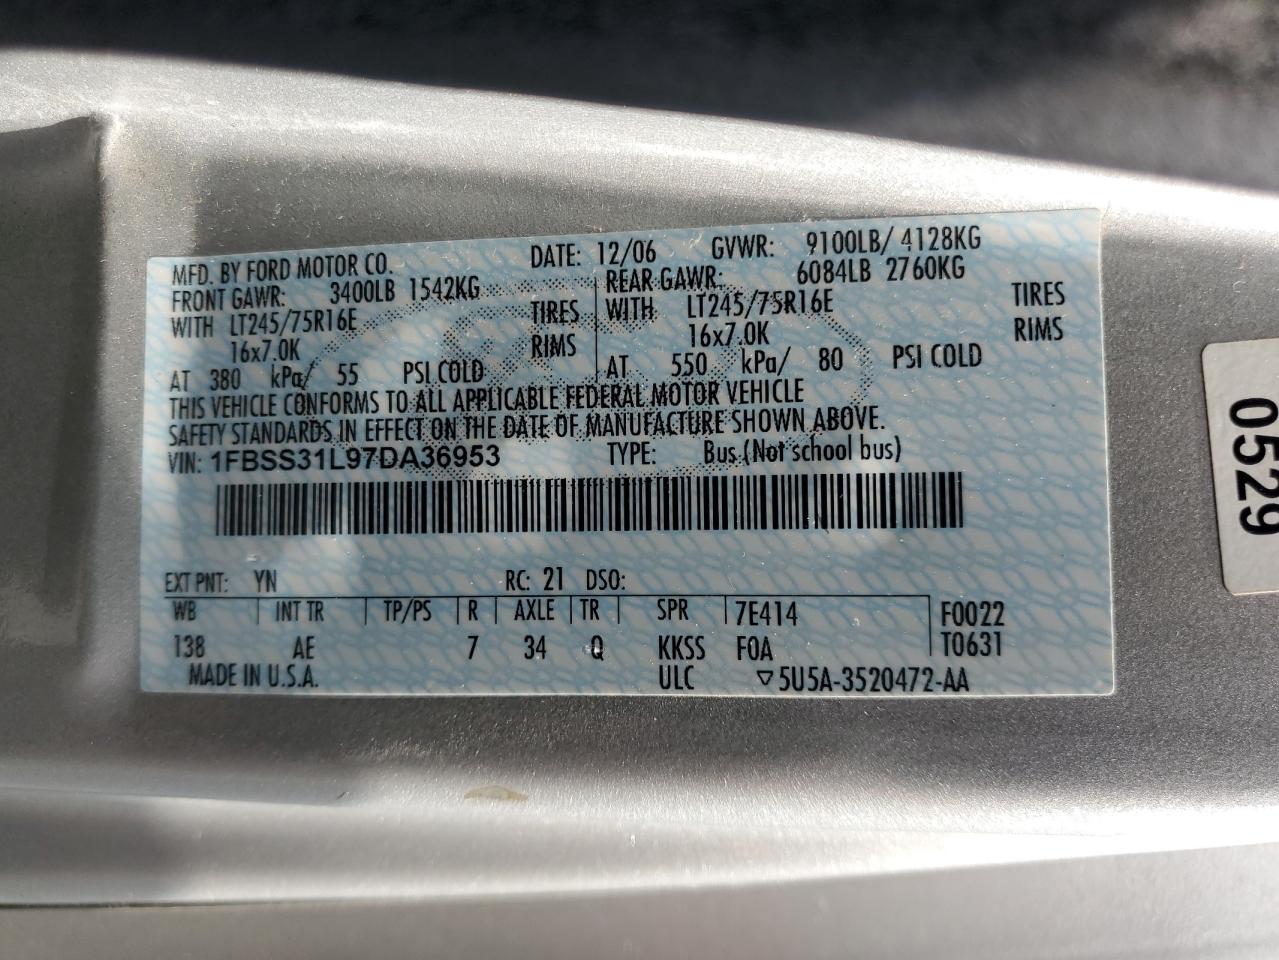 MFD. BY FORD MOTOR CO. DATE: 12/06 GVWR: 9100LB/ 4128KG
FRONT GAWR: 3400LB 1542KG REAR GAWR: 6084LB 2760KG
WITH LT245/75R16E TIRES WITH LT245/75R16E TIRES
16x7.0K RIMS 16x7.0K RIMS
AT 380 kPa/ 55 PSI COLD AT 550 kPa/ 80 PSI COLD
THIS VEHICLE CONFORMS TO ALL APPLICABLE FEDERAL MOTOR VEHICLE
SAFETY STANDARDS IN EFFECT ON THE DATE OF MANUFACTURE SHOWN ABOVE.
VIN: 1FBSS31L97DA36953 TYPE: Bus (Not school bus)
EXT PNT: YN RC: 21 DSO:
WB INT TR TP/PS R AXLE TR SPR 7E414 F0022
138 AE 7 34 Q KKSS F0A T0631
MADE IN U.S.A. ULC ▽5U5A-3520472-AA
0529